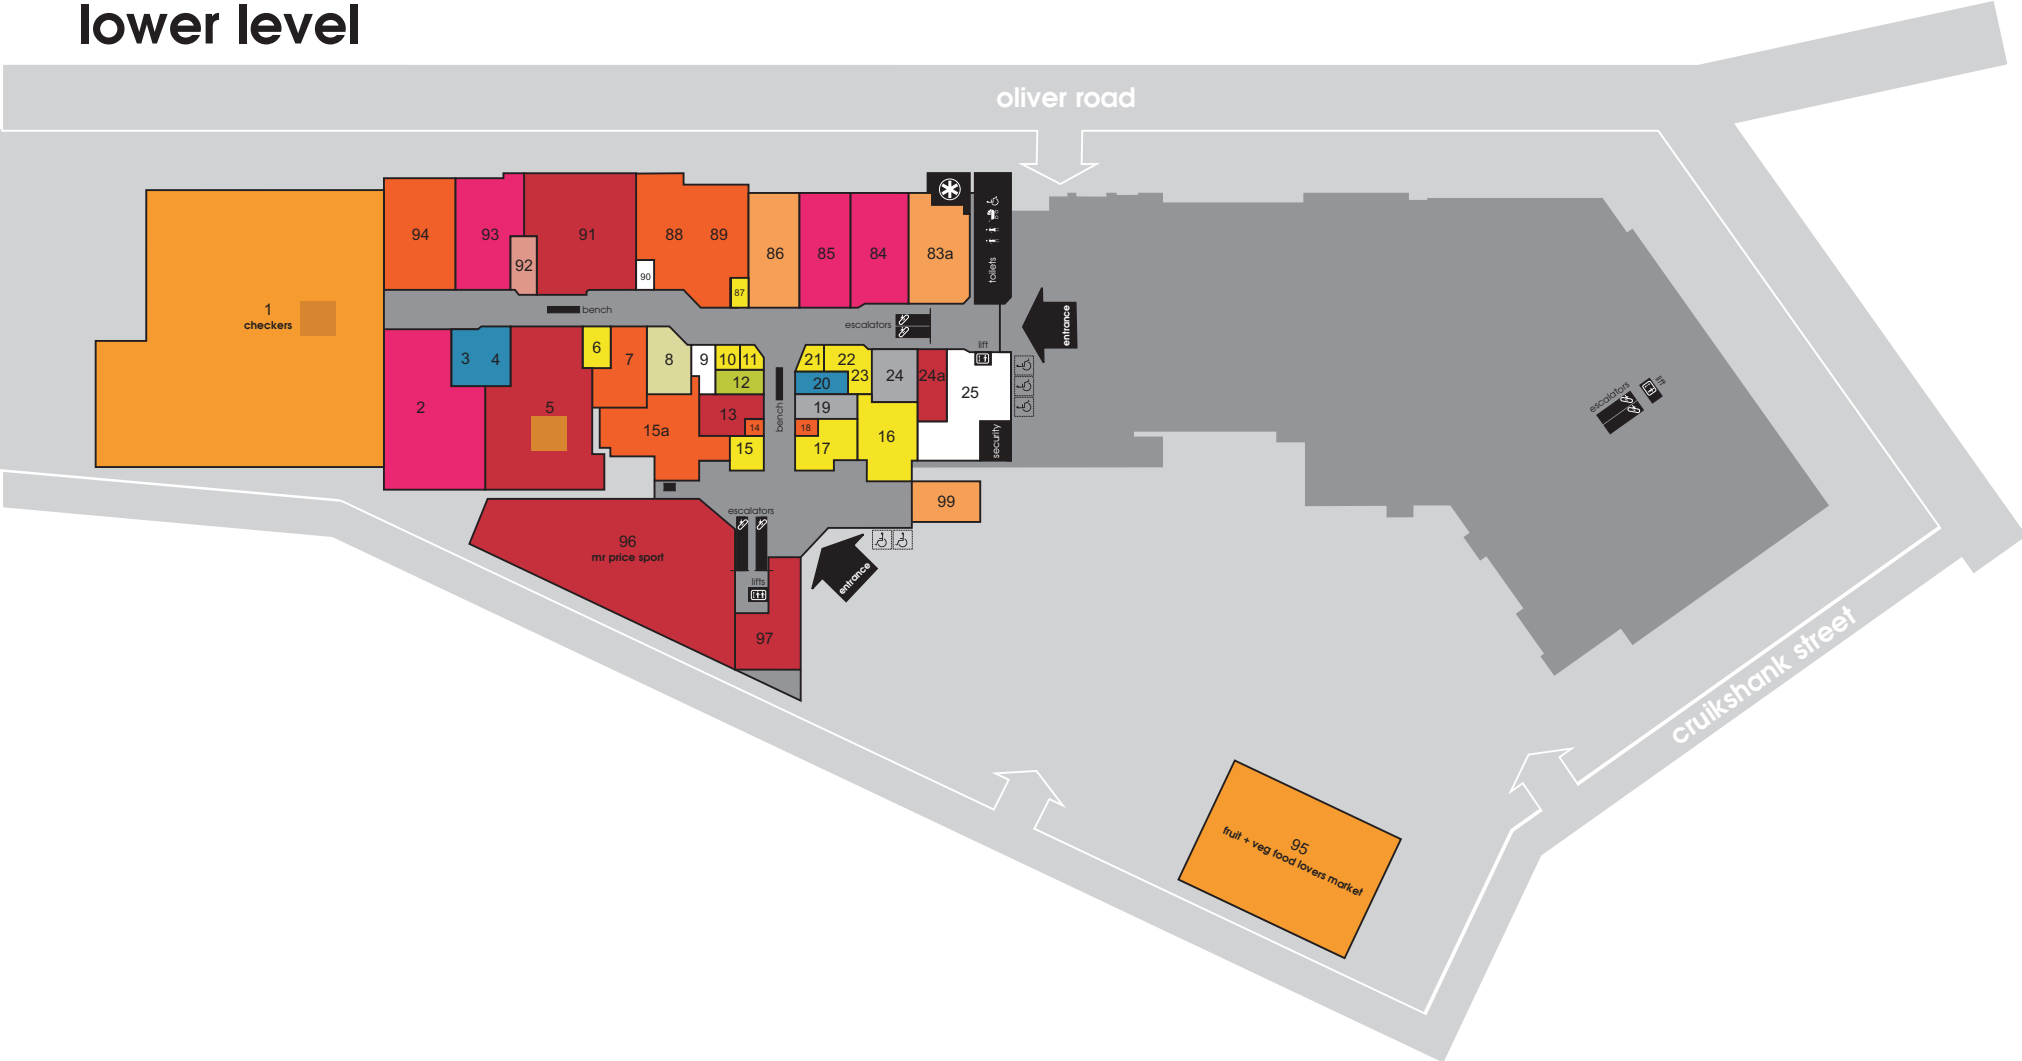 lower level
oliver road
94
93
92
91
90
88
89
87
86
85
84
83a
toilets
1
checkers
bench
escalators
entrance
lift
2
3
4
5
6
7
8
9
10
11
12
13
14
15
15a
bench
21
22
23
20
19
18
17
16
24
24a
25
security
99
escalators
lifts
96
mr price sport
97
entrance
escalators
lift
cruikshank street
95
fruit + veg food lovers market